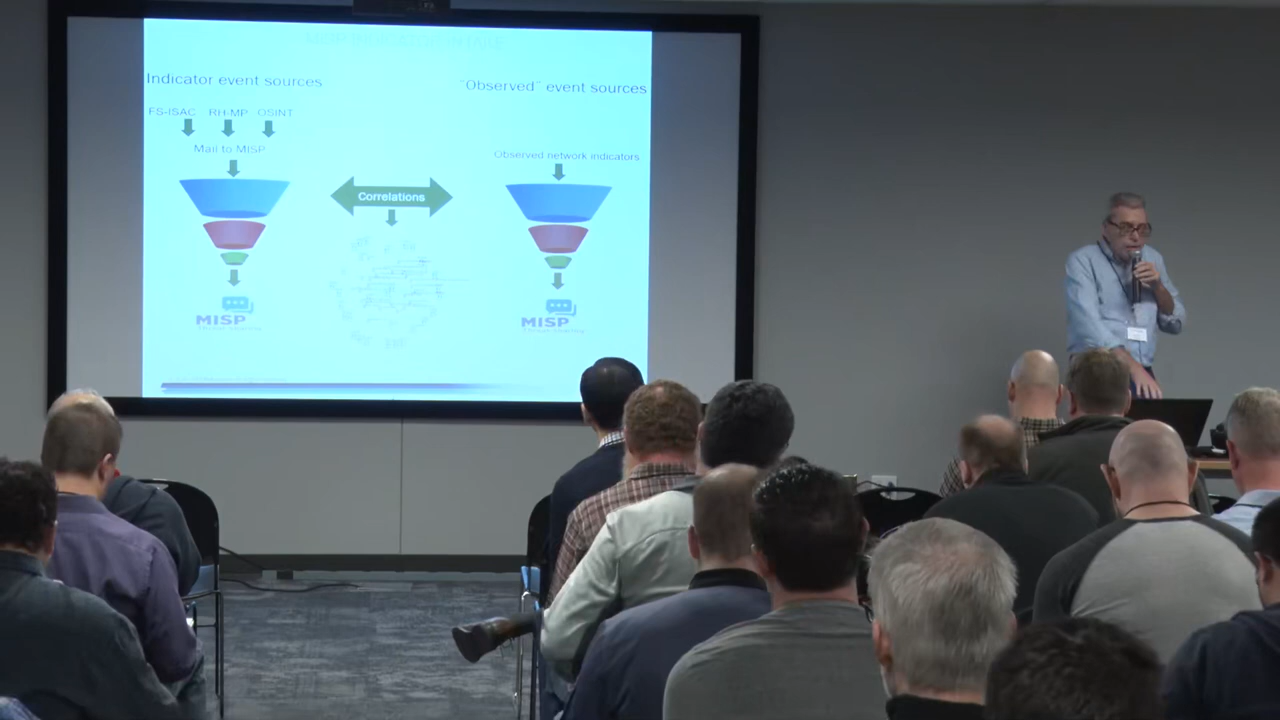 Indicator event sources
FS-ISAC RH-MP OSINT
Mail to MISP
MISP
Correlations
"Observed" event sources
Observed network indicators
MISP